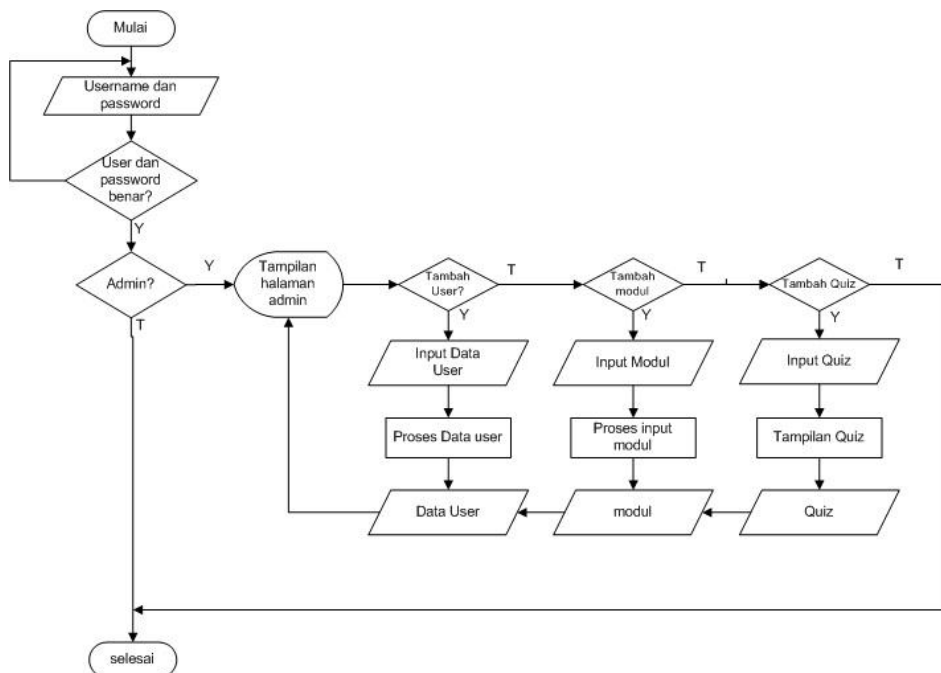 Mulai
Username dan
password
User dan
password
benar?
Y
Admin?
Y
T
Tampilan
halaman
admin
Tambah
User?
T
Y
Tambah
modul
T
Y
Tambah Quiz
T
Y
Input Data
User
Input Modul
Input Quiz
Proses Data user
Proses input
modul
Tampilan Quiz
Data User
modul
Quiz
selesai